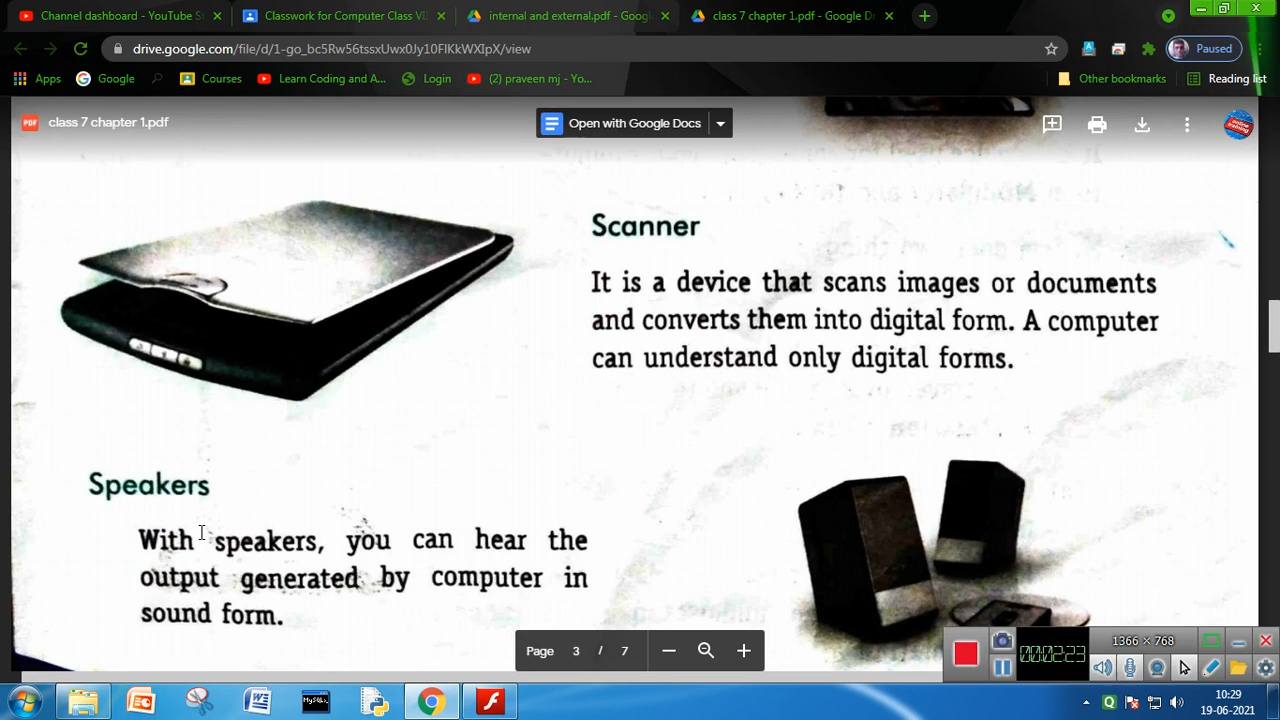 Channel dashboard - YouTube S
Classwork for Computer Class VI
internal and external.pdf - Goog
class 7 chapter 1.pdf - Google D
drive.google.com/file/d/1-go_bc5Rw56tssxUwx0Jy10FIKkWXIpX/view
Paused
Apps
Google
Courses
Learn Coding and A...
Login
(2) praveen mj - Yo...
Other bookmarks
Reading list
PDF
class 7 chapter 1.pdf
Open with Google Docs
Scanner
It is a device that scans images or documents
and converts them into digital form. A computer
can understand only digital forms.
Speakers
With speakers, you can hear the
output generated by computer in
sound form.
Page 3 / 7
00:02:23
1366 × 768
MySQL
10:29
19-06-2021